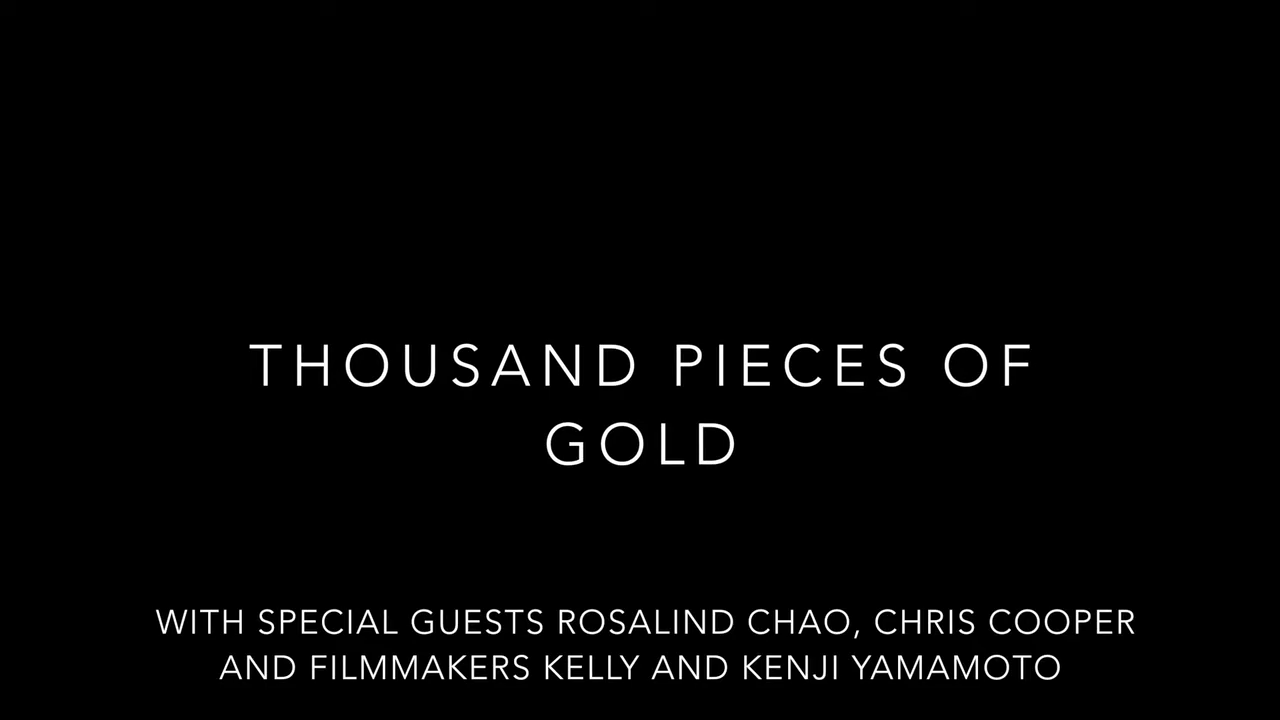 THOUSAND PIECES OF
GOLD
WITH SPECIAL GUESTS ROSALIND CHAO, CHRIS COOPER
AND FILMMAKERS KELLY AND KENJI YAMAMOTO